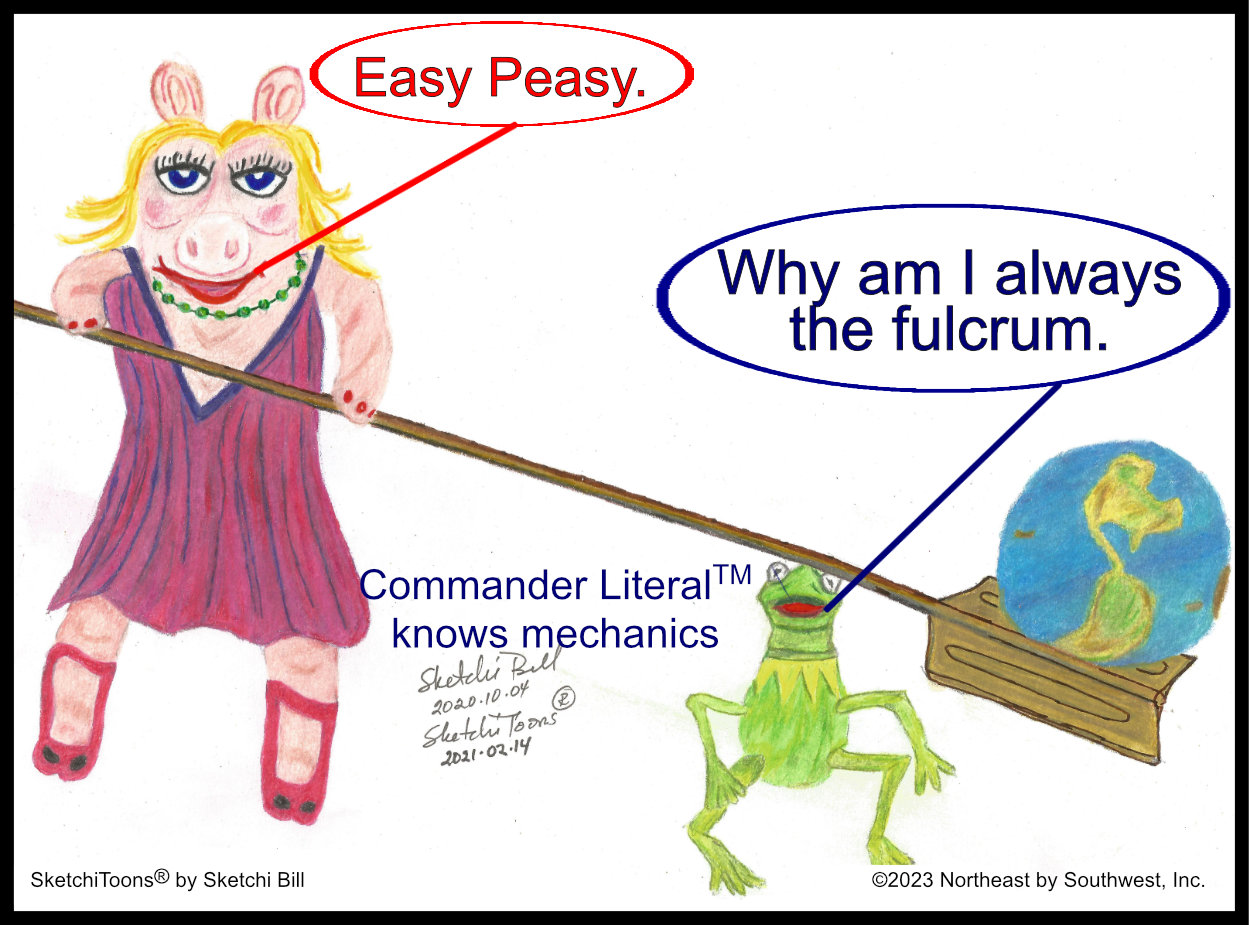 Easy Peasy.
Why am I always
the fulcrum.
Commander Literal™
knows mechanics
Sketchi Bill
2020.10.04
SketchiToons®
2021.02.14
SketchiToons® by Sketchi Bill
©2023 Northeast by Southwest, Inc.